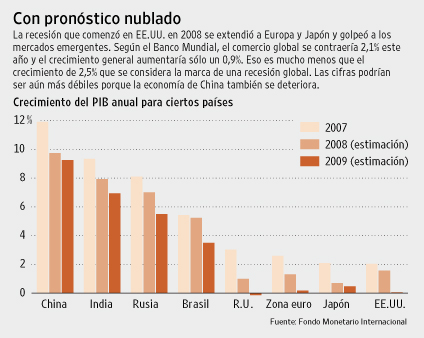 Con pronóstico nublado
La recesión que comenzó en EE.UU. en 2008 se extendió a Europa y Japón y golpeó a los
mercados emergentes. Según el Banco Mundial, el comercio global se contraería 2,1% este
año y el crecimiento general aumentaría sólo un 0,9%. Eso es mucho menos que el
crecimiento de 2,5% que se considera la marca de una recesión global. Las cifras podrían
ser aún más débiles porque la economía de China también se deteriora.
Crecimiento del PIB anual para ciertos países
12%
10
8
6
4
2
0
2007
2008 (estimación)
2009 (estimación)
China India Rusia Brasil R.U. Zona euro Japón EE.UU.
Fuente: Fondo Monetario Internacional